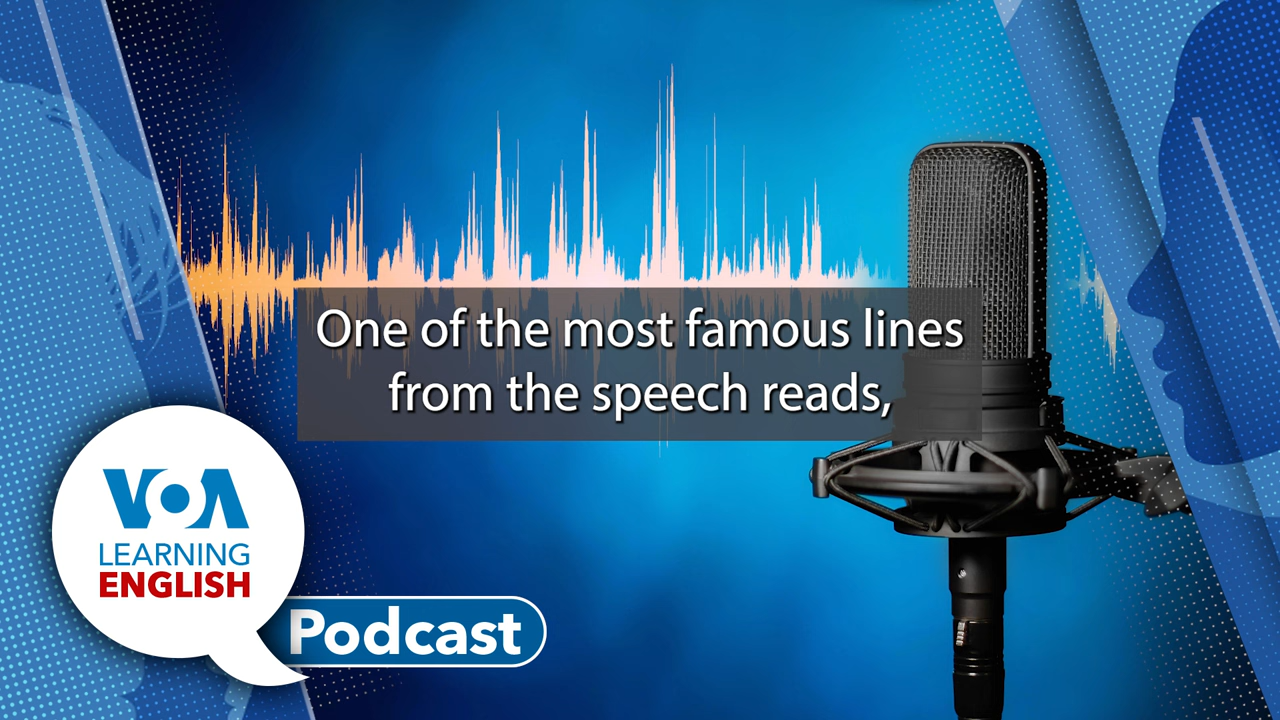 One of the most famous lines
from the speech reads,
VOA
LEARNING
ENGLISH
Podcast